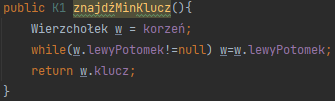 public K1 znajdźMinKlucz(){
Wierzchołek w = korzeń;
while(w.lewyPotomek!=null) w=w.lewyPotomek;
return w.klucz;
}